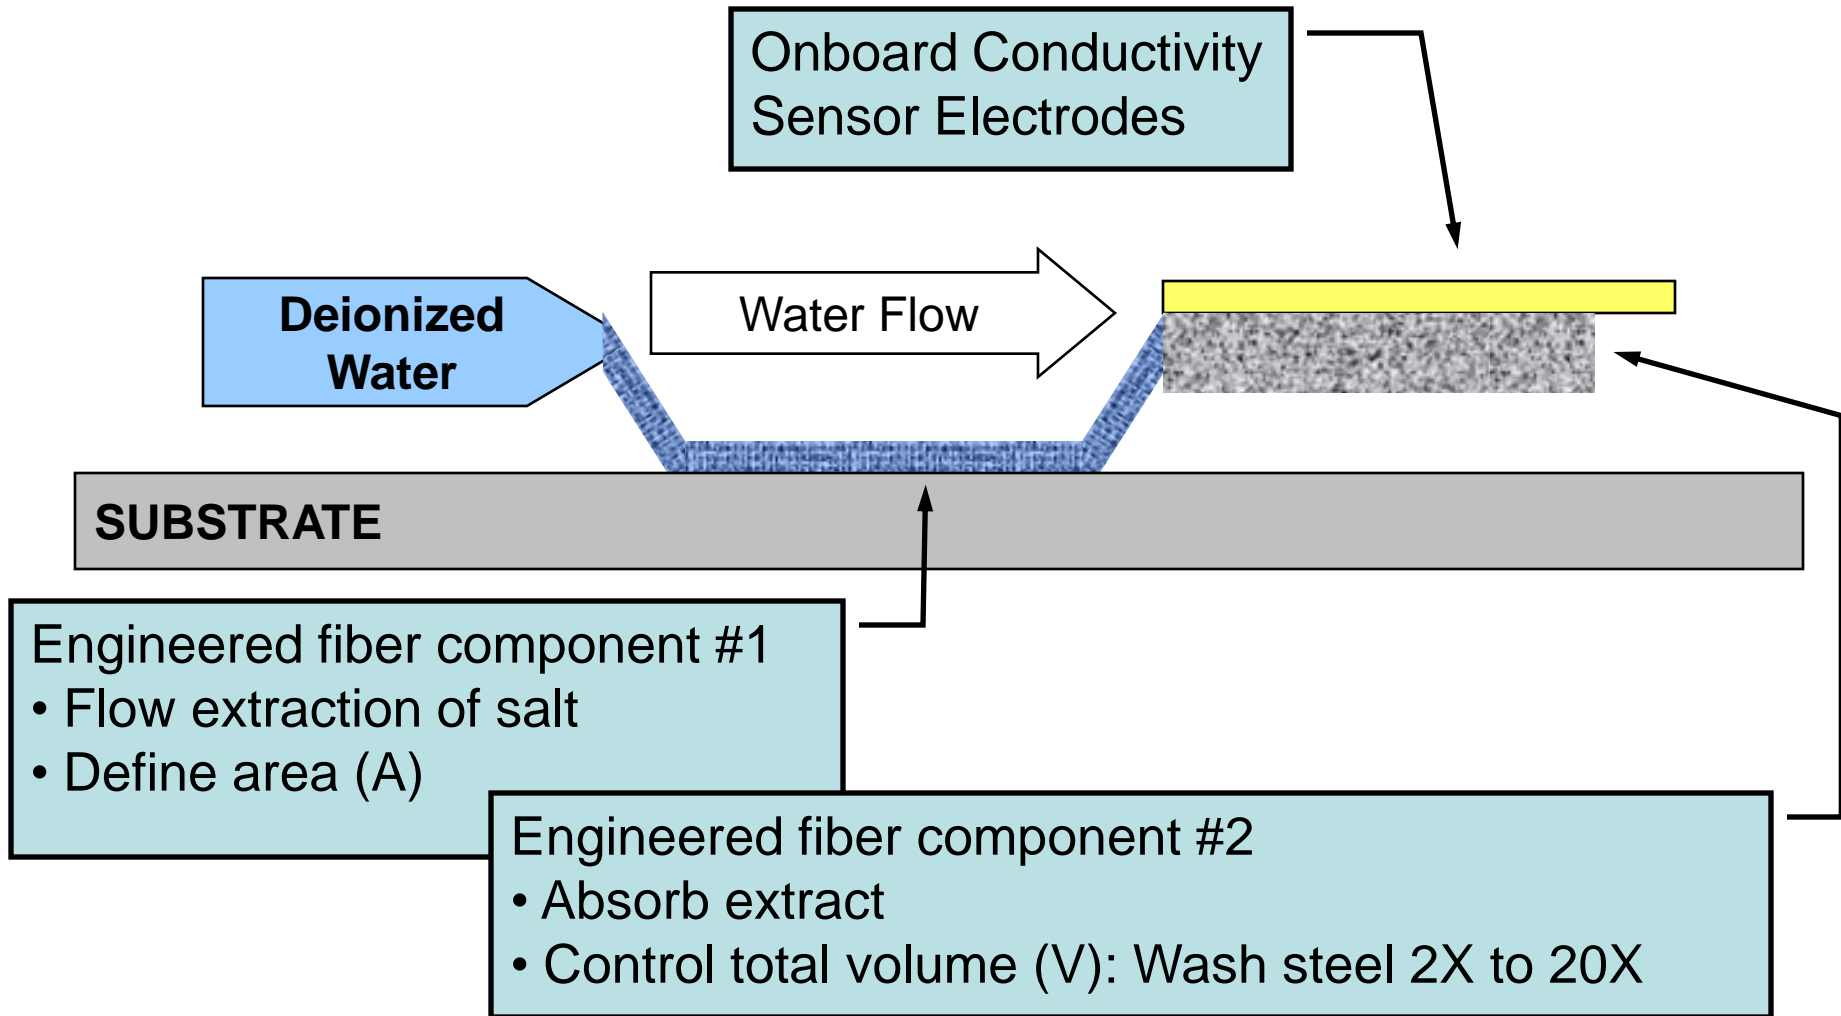 Onboard Conductivity
Sensor Electrodes
Deionized
Water
Water Flow
SUBSTRATE
Engineered fiber component #1
• Flow extraction of salt
• Define area (A)
Engineered fiber component #2
• Absorb extract
• Control total volume (V): Wash steel 2X to 20X